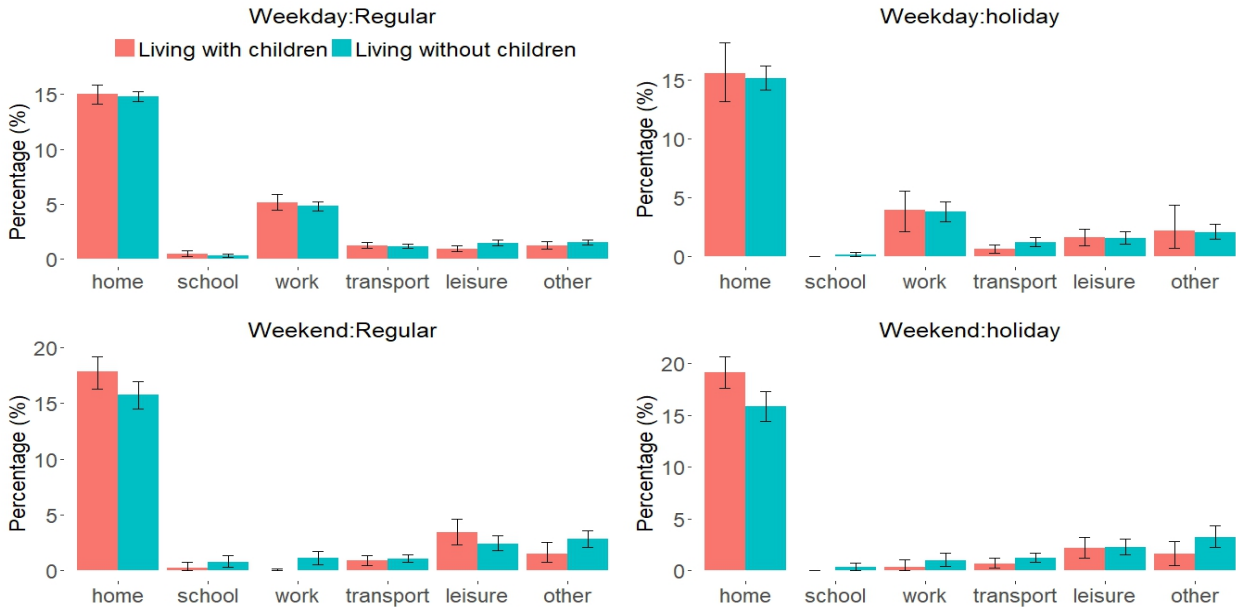 Weekday:Regular
Living with children Living without children
Percentage (%)
15
10
5
0
home school work transport leisure other
Weekday:holiday
Percentage (%)
15
10
5
0
home school work transport leisure other
Weekend:Regular
Percentage (%)
20
15
10
5
0
home school work transport leisure other
Weekend:holiday
Percentage (%)
20
15
10
5
0
home school work transport leisure other